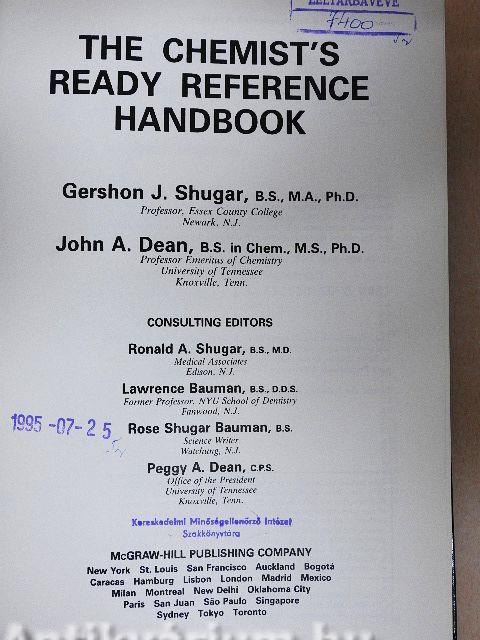 LELTÁRBAVÉVE
7400
THE CHEMIST'S
READY REFERENCE
HANDBOOK
Gershon J. Shugar, B.S., M.A., Ph.D.
Professor, Essex County College
Newark, N.J.
John A. Dean, B.S. in Chem., M.S., Ph.D.
Professor Emeritus of Chemistry
University of Tennessee
Knoxville, Tenn.
CONSULTING EDITORS
Ronald A. Shugar, B.S., M.D.
Medical Associates
Edison, N.J.
Lawrence Bauman, B.S., D.D.S.
Former Professor, NYU School of Dentistry
Fanwood, N.J.
1995-07-25
Rose Shugar Bauman, B.S.
Science Writer
Watchung, N.J.
Peggy A. Dean, C.P.S.
Office of the President
University of Tennessee
Knoxville, Tenn.
Kereskedelmi Minőségellenőrző Intézet
Szakkönyvtára
McGRAW-HILL PUBLISHING COMPANY
New York St. Louis San Francisco Auckland Bogotá
Caracas Hamburg Lisbon London Madrid Mexico
Milan Montreal New Delhi Oklahoma City
Paris San Juan São Paulo Singapore
Sydney Tokyo Toronto